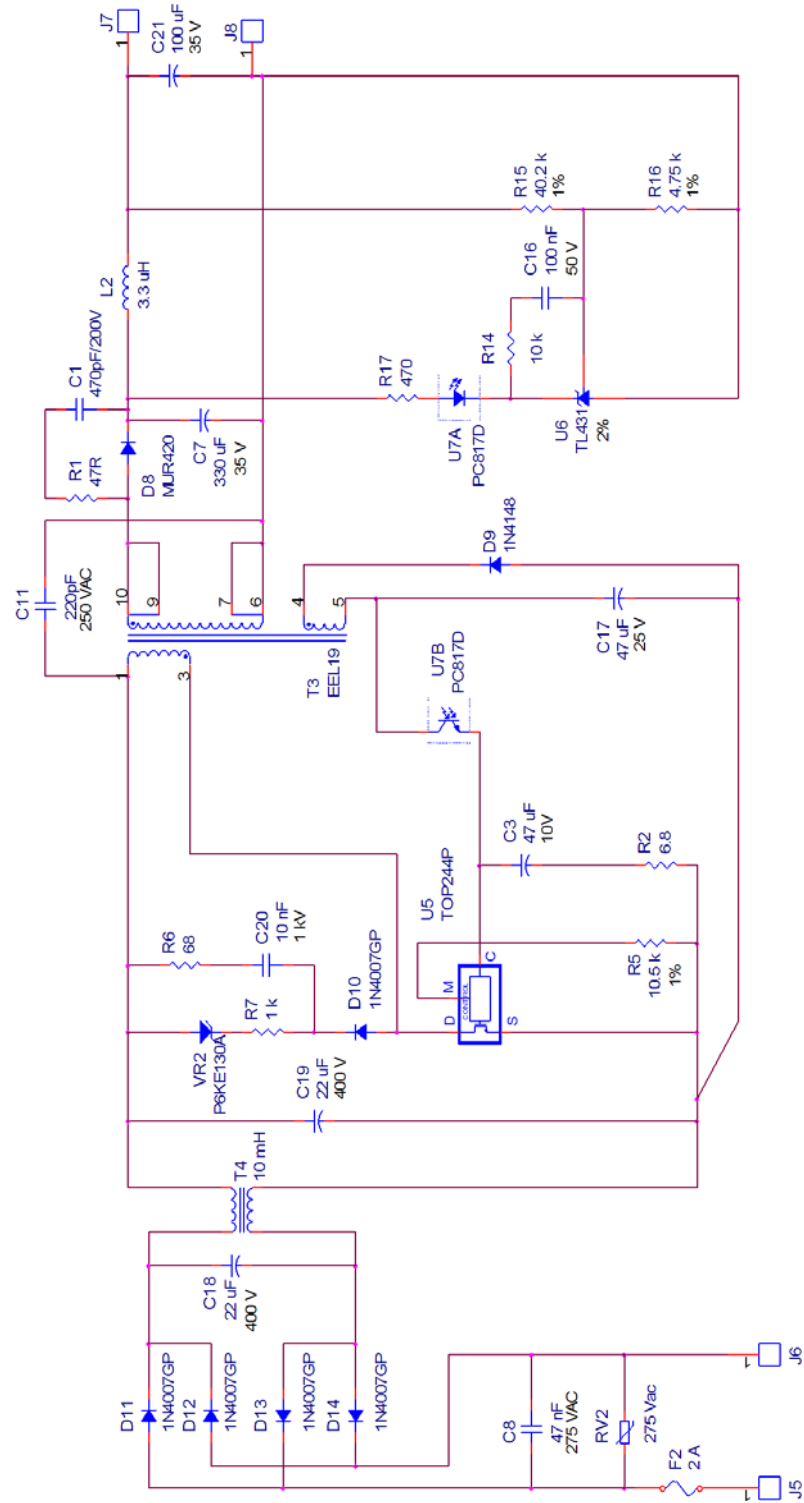 C11
220pF
250 VAC
R1
47R
C1
470pF/200V
D8
MUR420
L2
3.3 uH
1
J7
C21
100 uF
35 V
1
J8
C7
330 uF
35 V
10
9
7
6
4
5
1
3
T3
EEL19
T4
10 mH
C18
22 uF
400 V
C19
22 uF
400 V
VR2
P6KE130A
R6
68
R7
1 k
C20
10 nF
1 kV
D10
1N4007GP
U5
TOP244P
D
M
CONTROL
C
S
C3
47 uF
10V
R2
6.8
R5
10.5 k
1%
U7B
PC817D
C17
47 uF
25 V
D9
1N4148
R17
470
U7A
PC817D
R14
10 k
C16
100 nF
50 V
U6
TL431
2
2%
R15
40.2 k
1%
R16
4.75 k
1%
D11
1N4007GP
D12
1N4007GP
D13
1N4007GP
D14
1N4007GP
C8
47 nF
275 VAC
RV2
275 Vac
F2
2 A
1
J5
1
J6